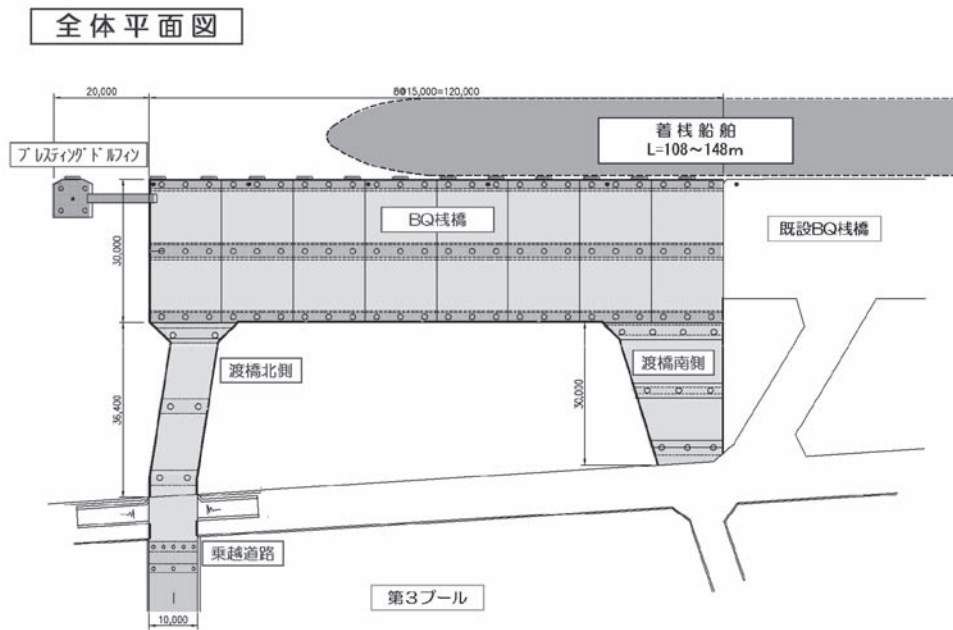 全体平面図
20,000
8@15,000=120,000
着桟船舶
L=108～148m
ブレスティングドルフィン
BQ桟橋
既設BQ桟橋
30,000
渡橋北側
渡橋南側
36,400
30,000
乗越道路
第3プール
10,000